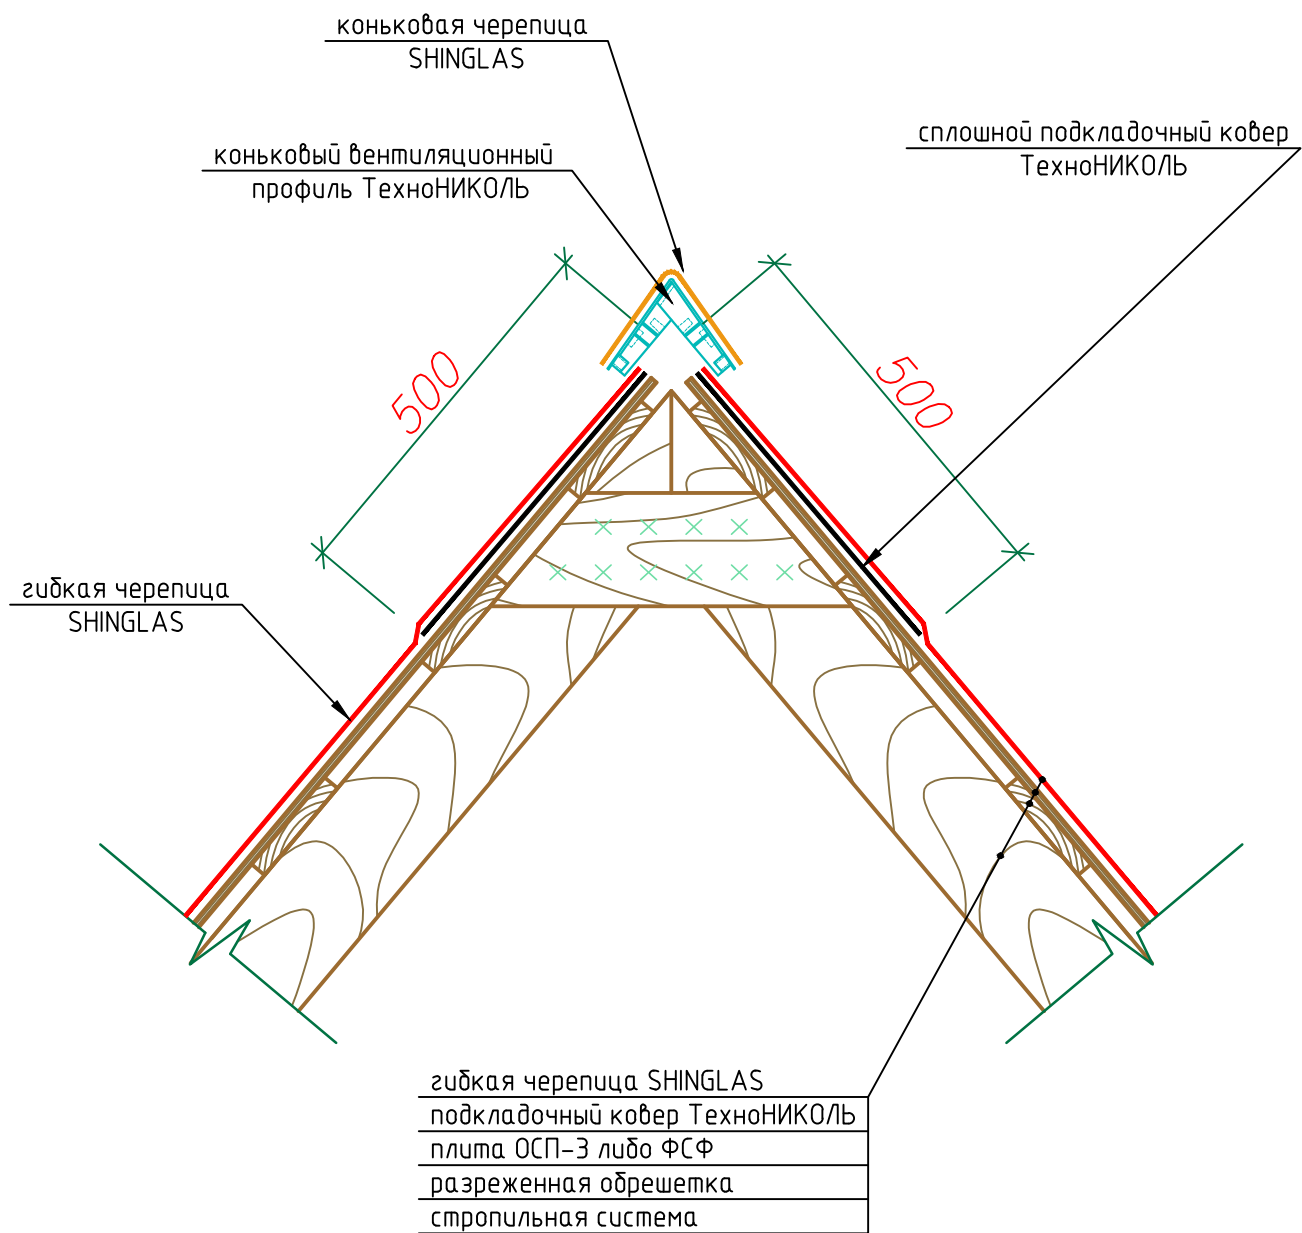 коньковая черепица
SHINGLAS
сплошной подкладочный ковер
ТехноНИКОЛЬ
коньковый вентиляционный
профиль ТехноНИКОЛЬ
500
500
гибкая черепица
SHINGLAS
гибкая черепица SHINGLAS
подкладочный ковер ТехноНИКОЛЬ
плита ОСП-3 либо ФСФ
разреженная обрешетка
стропильная система